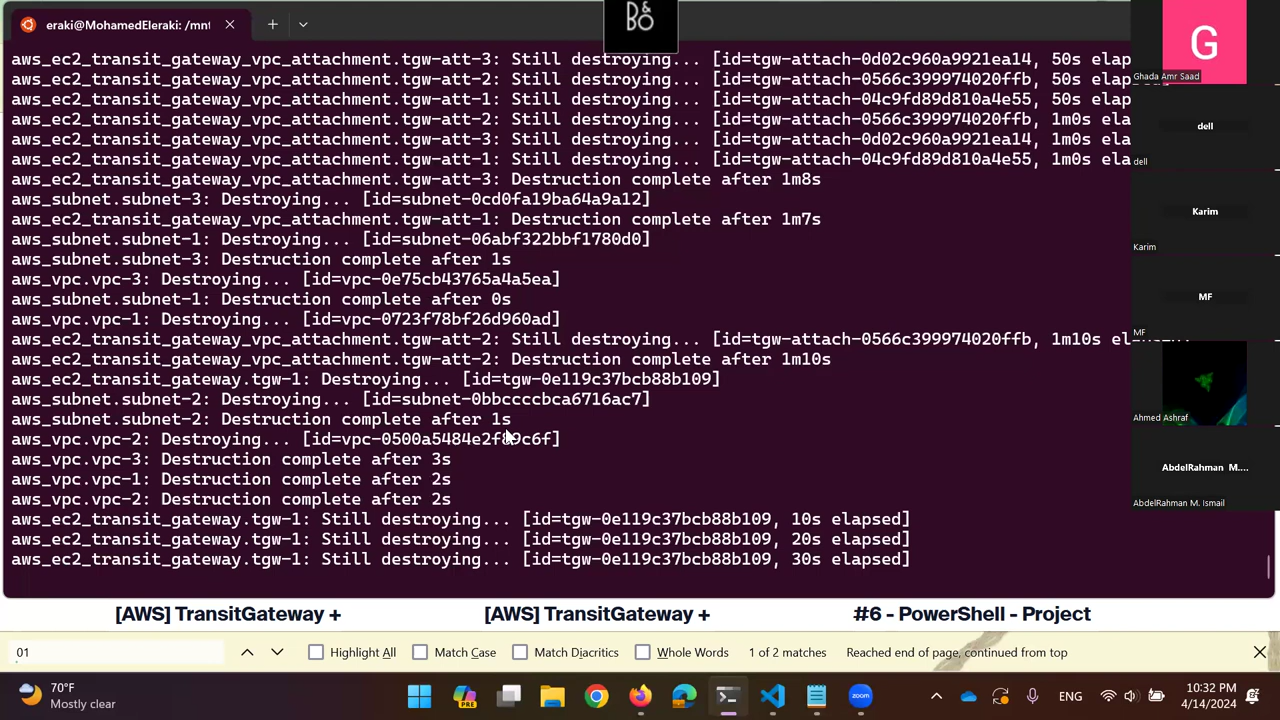 eraki@MohamedEleraki: /mnt
B&
BO
aws_ec2_transit_gateway_vpc_attachment.tgw-att-3: Still destroying... [id=tgw-attach-0d02c960a9921ea14, 50s elap
aws_ec2_transit_gateway_vpc_attachment.tgw-att-2: Still destroying... [id=tgw-attach-0566c399974020ffb, 50s elap
aws_ec2_transit_gateway_vpc_attachment.tgw-att-1: Still destroying... [id=tgw-attach-04c9fd89d810a4e55, 50s elap
aws_ec2_transit_gateway_vpc_attachment.tgw-att-2: Still destroying... [id=tgw-attach-0566c399974020ffb, 1m0s ela
aws_ec2_transit_gateway_vpc_attachment.tgw-att-3: Still destroying... [id=tgw-attach-0d02c960a9921ea14, 1m0s ela
aws_ec2_transit_gateway_vpc_attachment.tgw-att-1: Still destroying... [id=tgw-attach-04c9fd89d810a4e55, 1m0s ela
aws_ec2_transit_gateway_vpc_attachment.tgw-att-3: Destruction complete after 1m8s
aws_subnet.subnet-3: Destroying... [id=subnet-0cd0fa19ba64a9a12]
aws_ec2_transit_gateway_vpc_attachment.tgw-att-1: Destruction complete after 1m7s
aws_subnet.subnet-1: Destroying... [id=subnet-06abf322bbf1780d0]
aws_subnet.subnet-3: Destruction complete after 1s
aws_vpc.vpc-3: Destroying... [id=vpc-0e75cb43765a4a5ea]
aws_subnet.subnet-1: Destruction complete after 0s
aws_vpc.vpc-1: Destroying... [id=vpc-0723f78bf26d960ad]
aws_ec2_transit_gateway_vpc_attachment.tgw-att-2: Still destroying... [id=tgw-attach-0566c399974020ffb, 1m10s el
aws_ec2_transit_gateway_vpc_attachment.tgw-att-2: Destruction complete after 1m10s
aws_ec2_transit_gateway.tgw-1: Destroying... [id=tgw-0e119c37bcb88b109]
aws_subnet.subnet-2: Destroying... [id=subnet-0bbccccbca6716ac7]
aws_subnet.subnet-2: Destruction complete after 1s
aws_vpc.vpc-2: Destroying...
aws_vpc.vpc-3: Destruction complete after 3s
aws_vpc.vpc-1: Destruction complete after 2s
aws_vpc.vpc-2: Destruction complete after 2s
aws_ec2_transit_gateway.tgw-1: Still destroying... [id=tgw-0e119c37bcb88b109, 10s elapsed]
aws_ec2_transit_gateway.tgw-1: Still destroying... [id=tgw-0e119c37bcb88b109, 20s elapsed]
aws_ec2_transit_gateway.tgw-1: Still destroying... [id=tgw-0e119c37bcb88b109, 30s elapsed]
G
Ghada Amr Saad
dell
dell
Karim
Karim
MF
MF
Ahmed Ashraf
AbdelRahman M....
AbdelRahman M. Ismail
[AWS] TransitGateway + [AWS] TransitGateway + #6 - PowerShell - Project
01 Highlight All Match Case Match Diacritics Whole Words 1 of 2 matches Reached end of page, continued from top
70°F
Mostly clear
PRE
zoom
ENG
10:32 PM
4/14/2024